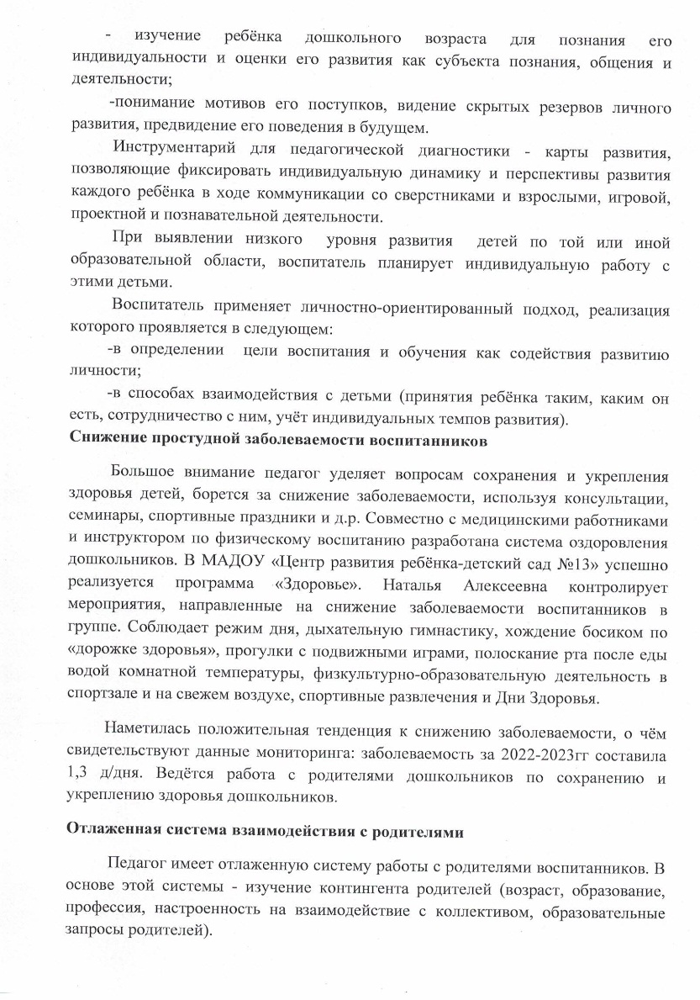 - изучение ребёнка дошкольного возраста для познания его
индивидуальности и оценки его развития как субъекта познания, общения и
деятельности;
-понимание мотивов его поступков, видение скрытых резервов личного
развития, предвидение его поведения в будущем.
Инструментарий для педагогической диагностики - карты развития,
позволяющие фиксировать индивидуальную динамику и перспективы развития
каждого ребёнка в ходе коммуникации со сверстниками и взрослыми, игровой,
проектной и познавательной деятельности.
При выявлении низкого уровня развития детей по той или иной
образовательной области, воспитатель планирует индивидуальную работу с
этими детьми.
Воспитатель применяет личностно-ориентированный подход, реализация
которого проявляется в следующем:
-в определении цели воспитания и обучения как содействия развитию
личности;
-в способах взаимодействия с детьми (принятия ребёнка таким, каким он
есть, сотрудничество с ним, учёт индивидуальных темпов развития).
Снижение простудной заболеваемости воспитанников
Большое внимание педагог уделяет вопросам сохранения и укрепления
здоровья детей, борется за снижение заболеваемости, используя консультации,
семинары, спортивные праздники и д.р. Совместно с медицинскими работниками
и инструктором по физическому воспитанию разработана система оздоровления
дошкольников. В МАДОУ «Центр развития ребёнка-детский сад №13» успешно
реализуется программа «Здоровье». Наталья Алексеевна контролирует
мероприятия, направленные на снижение заболеваемости воспитанников в
группе. Соблюдает режим дня, дыхательную гимнастику, хождение босиком по
«дорожке здоровья», прогулки с подвижными играми, полоскание рта после еды
водой комнатной температуры, физкультурно-образовательную деятельность в
спортзале и на свежем воздухе, спортивные развлечения и Дни Здоровья.
Наметилась положительная тенденция к снижению заболеваемости, о чём
свидетельствуют данные мониторинга: заболеваемость за 2022-2023гг составила
1,3 д/дня. Ведётся работа с родителями дошкольников по сохранению и
укреплению здоровья дошкольников.
Отлаженная система взаимодействия с родителями
Педагог имеет отлаженную систему работы с родителями воспитанников. В
основе этой системы - изучение контингента родителей (возраст, образование,
профессия, настроенность на взаимодействие с коллективом, образовательные
запросы родителей).